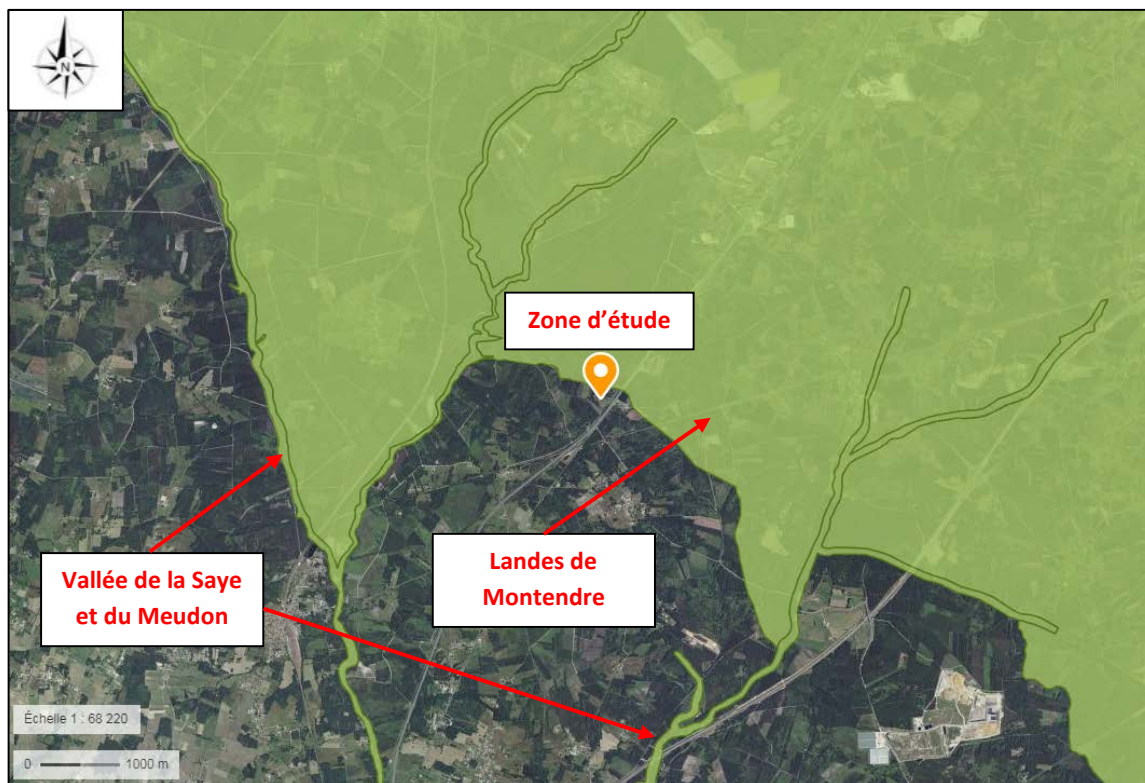 N
Zone d'étude
Vallée de la Saye
et du Meudon
Landes de
Montendre
Échelle 1 : 68 220
0 1000 m